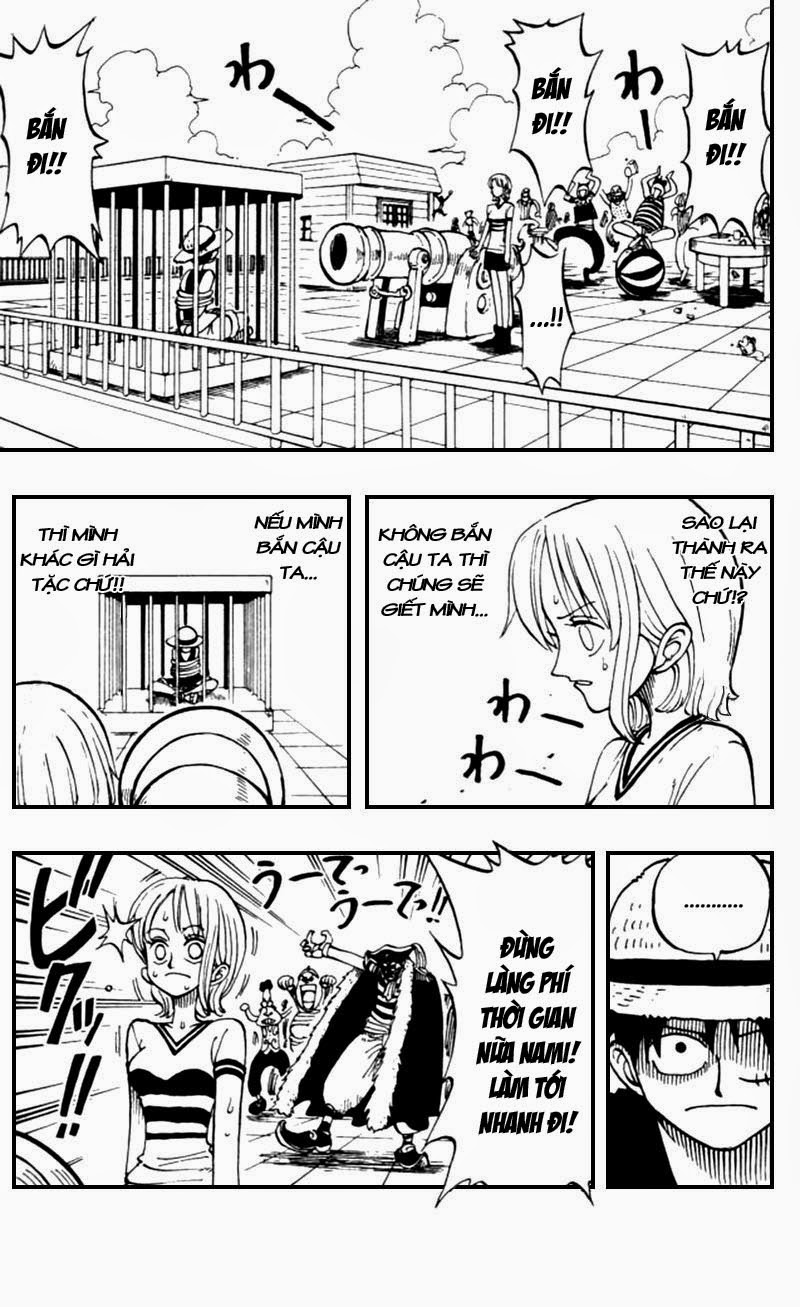 BẮN
ĐI!!
わー
BẮN
ĐI!!
わー
BẮN
ĐI!!
...!!
SAO LẠI
THÀNH RA
THẾ NÀY
CHỨ!?
KHÔNG BẮN
CẬU TA THÌ
CHÚNG SẼ
GIẾT MÌNH...
わー
わー
NẾU MÌNH
BẮN CẬU
TA...
THÌ MÌNH
KHÁC GÌ HẢI
TẶC CHỨ!!
............
ĐỪNG
LÀNG PHÍ
THỜI GIAN
NỮA NAMI!
LÀM TỚI
NHANH ĐI!
うーてっ
うーてっ!!
ビクッ!!